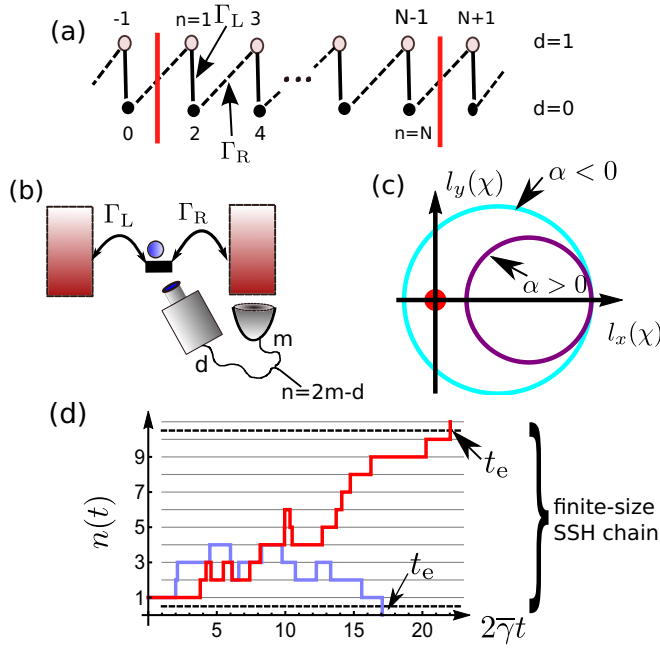 (a)
-1 n=1 Γ_L 3 N-1 N+1 d=1
...
0 2 4 n=N d=0
Γ_R
(b)
Γ_L Γ_R
d m
n=2m-d
(c)
l_y(χ) α < 0
α > 0
l_x(χ)
(d)
n(t)
9
7
5
3
1
5 10 15 20
2γ̅t
t_e
t_e
finite-size
SSH chain